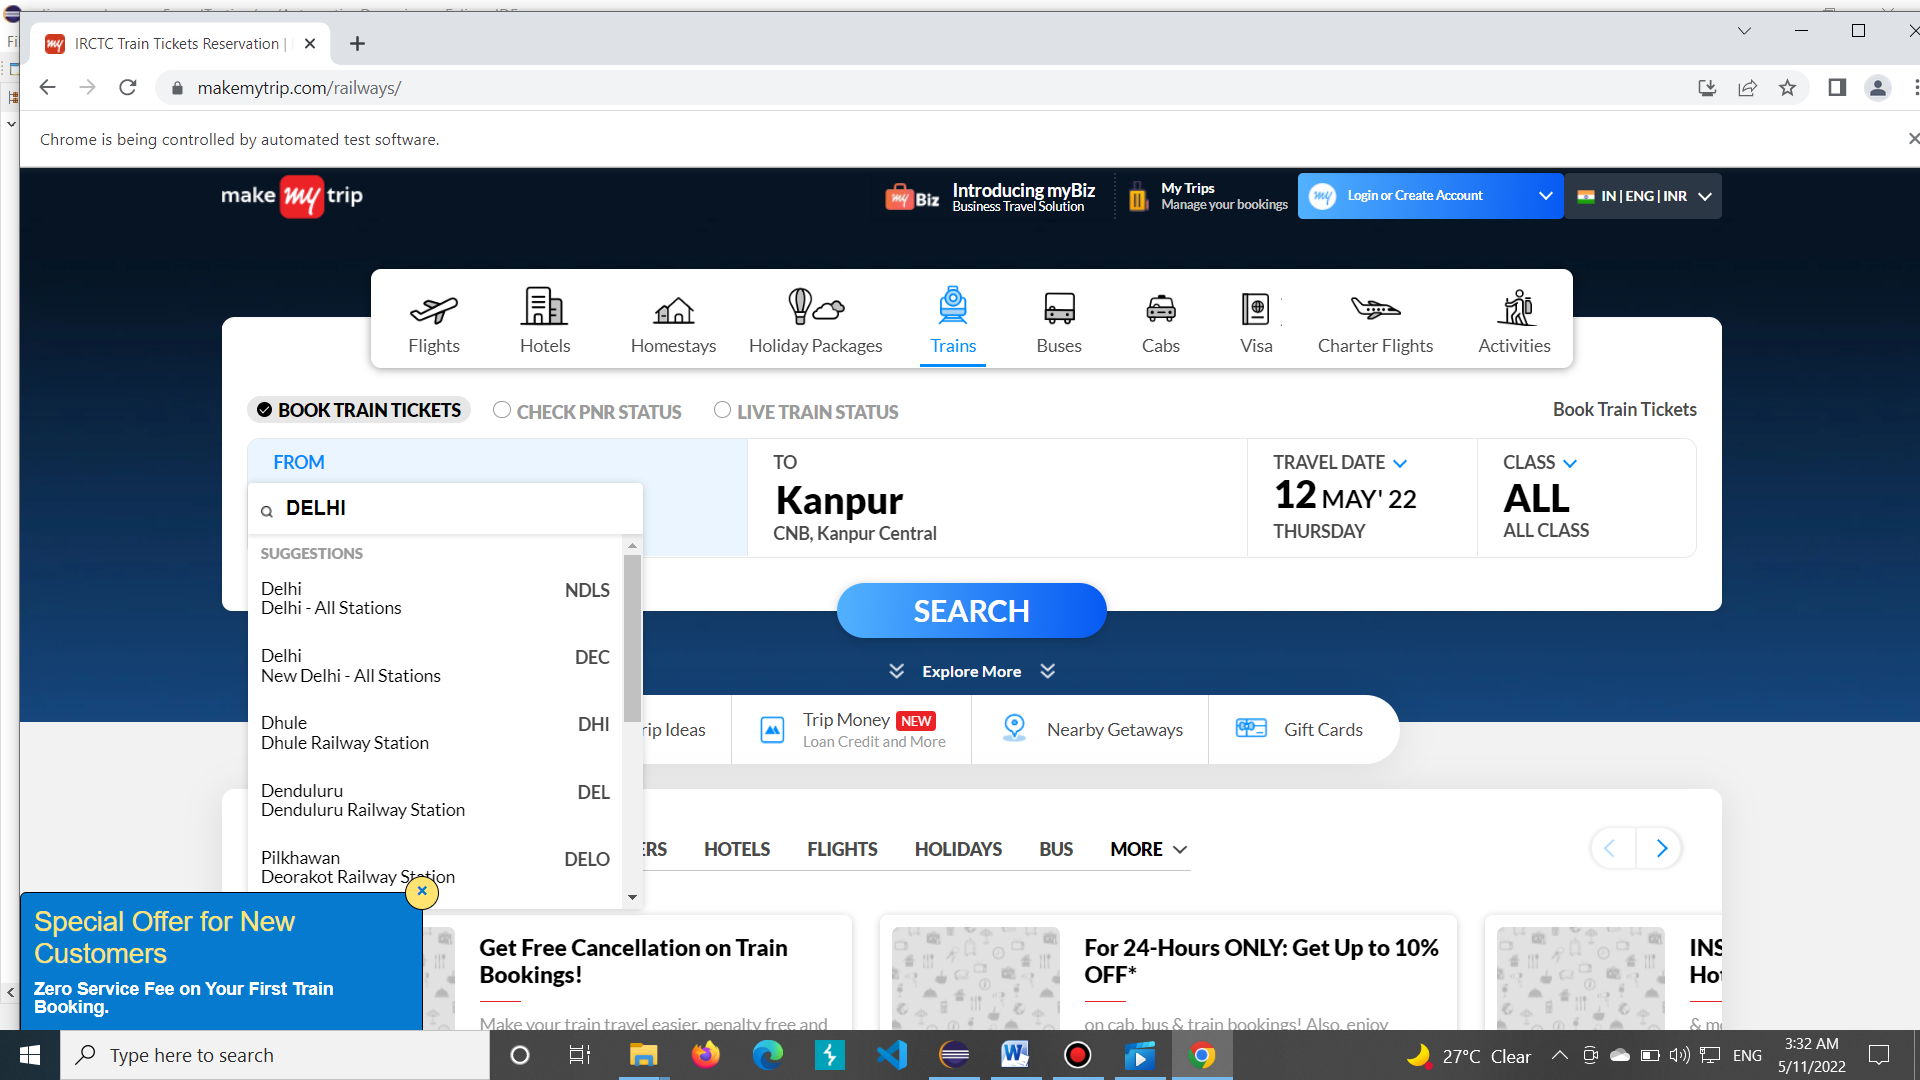 Fi
IRCTC Train Tickets Reservation |
makemytrip.com/railways/
Chrome is being controlled by automated test software.
make my trip
my Biz
Introducing myBiz
Business Travel Solution
My Trips
Manage your bookings
my
Login or Create Account
IN | ENG | INR
Flights
Hotels
Homestays
Holiday Packages
Trains
Buses
Cabs
Visa
Charter Flights
Activities
BOOK TRAIN TICKETS
CHECK PNR STATUS
LIVE TRAIN STATUS
Book Train Tickets
FROM
DELHI
TO
Kanpur
CNB, Kanpur Central
TRAVEL DATE
12 MAY' 22
THURSDAY
CLASS
ALL
ALL CLASS
SUGGESTIONS
Delhi
Delhi - All Stations
NDLS
Delhi
New Delhi - All Stations
DEC
Dhule
Dhule Railway Station
DHI
Denduluru
Denduluru Railway Station
DEL
Pilkhawan
Deorakot Railway Station
DELO
SEARCH
Explore More
rip Ideas
Trip Money NEW
Loan Credit and More
Nearby Getaways
Gift Cards
ERS
HOTELS
FLIGHTS
HOLIDAYS
BUS
MORE
Special Offer for New
Customers
Zero Service Fee on Your First Train
Booking.
Get Free Cancellation on Train
Bookings!
Make your train travel easier, penalty free and
For 24-Hours ONLY: Get Up to 10%
OFF*
on cab, bus & train bookings! Also, enjoy
INS
Hot
& mo
Type here to search
27°C Clear
ENG
3:32 AM
5/11/2022